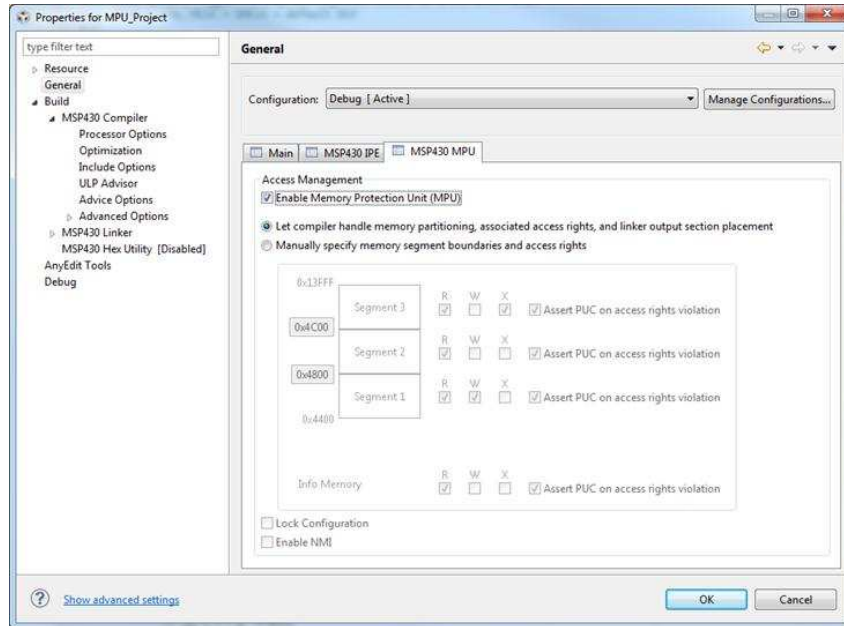 Properties for MPU_Project
type filter text
Resource
General
Build
MSP430 Compiler
Processor Options
Optimization
Include Options
ULP Advisor
Advice Options
Advanced Options
MSP430 Linker
MSP430 Hex Utility [Disabled]
AnyEdit Tools
Debug
General
Configuration: Debug [ Active ] Manage Configurations...
Main MSP430 IPE MSP430 MPU
Access Management
Enable Memory Protection Unit (MPU)
Let compiler handle memory partitioning, associated access rights, and linker output section placement
Manually specify memory segment boundaries and access rights
0x13FFF
R W X
Segment 3 Assert PUC on access rights violation
0x4C00
R W X
Segment 2 Assert PUC on access rights violation
0x4800
R W X
Segment 1 Assert PUC on access rights violation
0x4400
R W X
Info Memory Assert PUC on access rights violation
Lock Configuration
Enable NMI
Show advanced settings OK Cancel